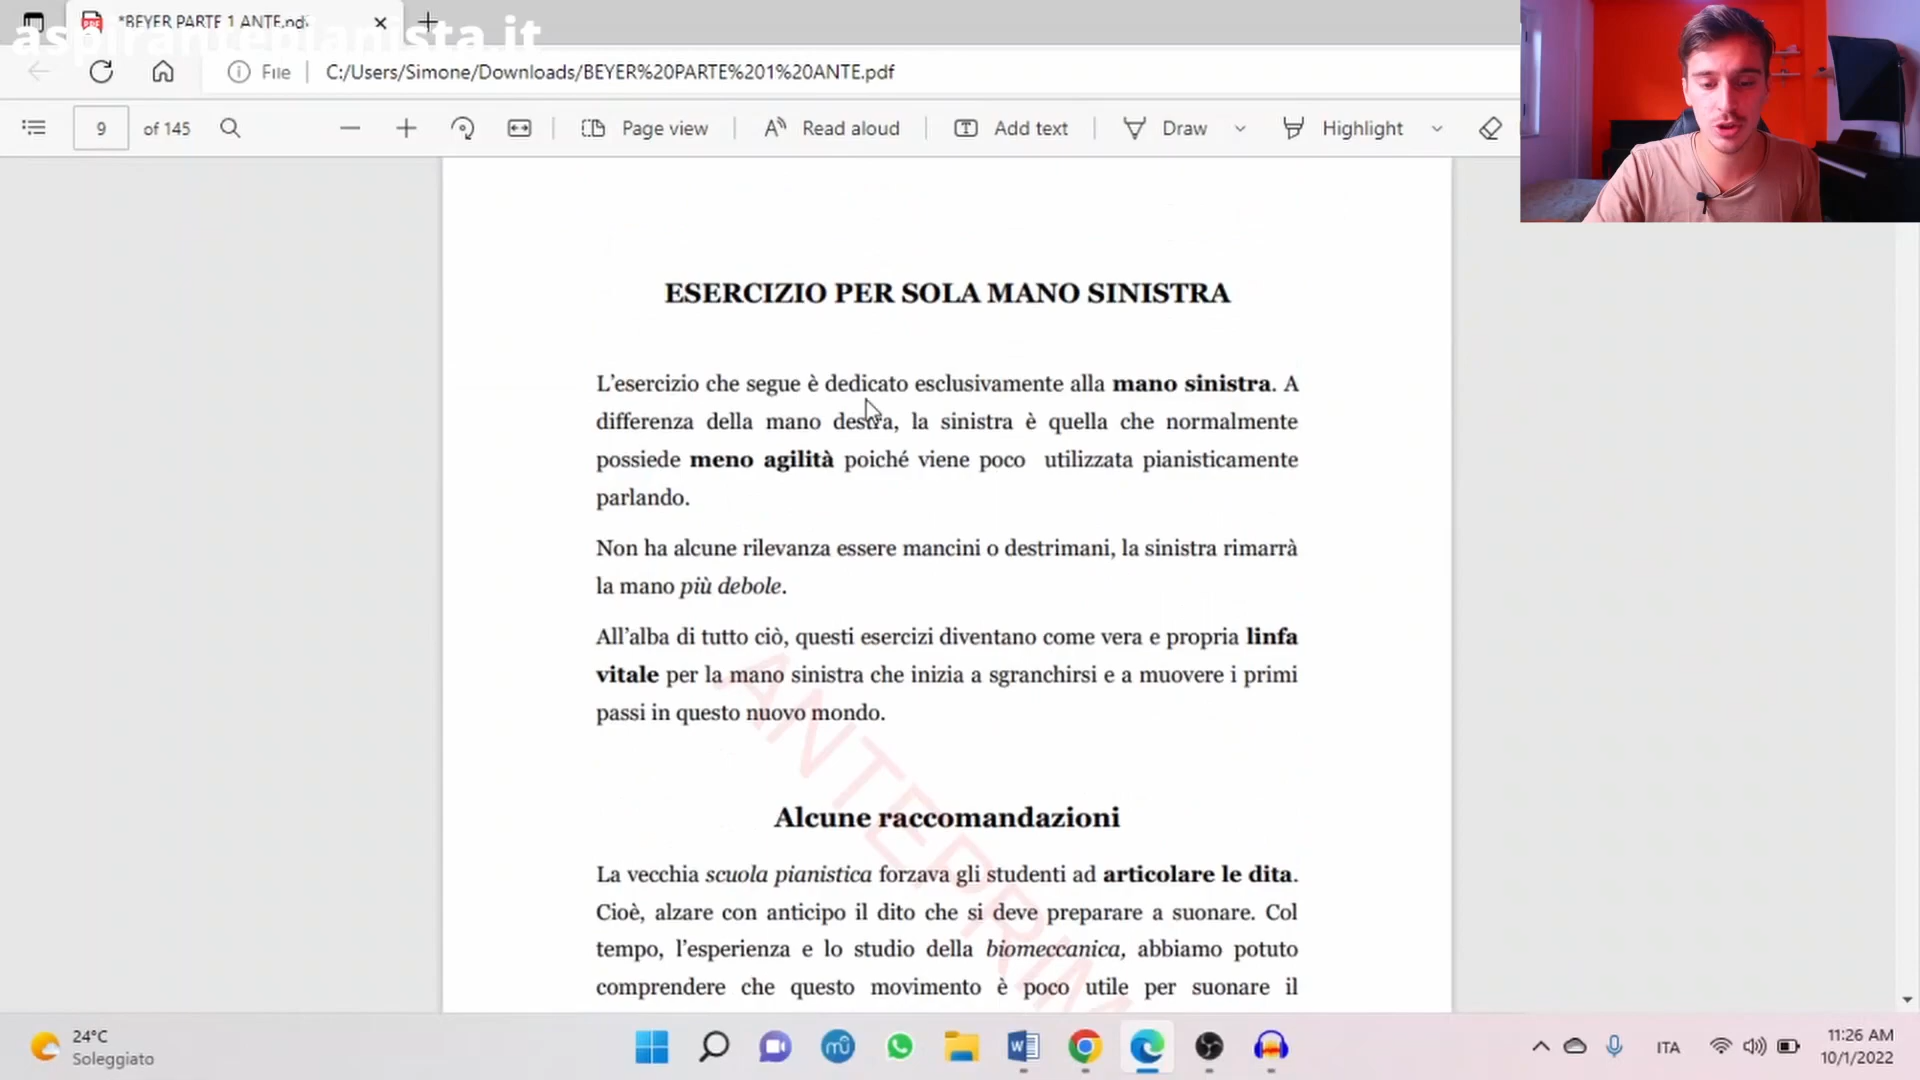 *BEYER PARTE 1 ANTE.pdf
aspirantepianista.it
File
C:/Users/Simone/Downloads/BEYER%20PARTE%201%20ANTE.pdf
9 of 145
Page view
Read aloud
Add text
Draw
Highlight
ESERCIZIO PER SOLA MANO SINISTRA
L’esercizio che segue è dedicato esclusivamente alla mano sinistra. A
differenza della mano destra, la sinistra è quella che normalmente
possiede meno agilità poiché viene poco utilizzata pianisticamente
parlando.
Non ha alcune rilevanza essere mancini o destrimani, la sinistra rimarrà
la mano più debole.
All’alba di tutto ciò, questi esercizi diventano come vera e propria linfa
vitale per la mano sinistra che inizia a sgranchirsi e a muovere i primi
passi in questo nuovo mondo.
Alcune raccomandazioni
La vecchia scuola pianistica forzava gli studenti ad articolare le dita.
Cioè, alzare con anticipo il dito che si deve preparare a suonare. Col
tempo, l’esperienza e lo studio della biomeccanica, abbiamo potuto
comprendere che questo movimento è poco utile per suonare il
ANTEPRIM
24°C
Soleggiato
ITA
11:26 AM
10/1/2022